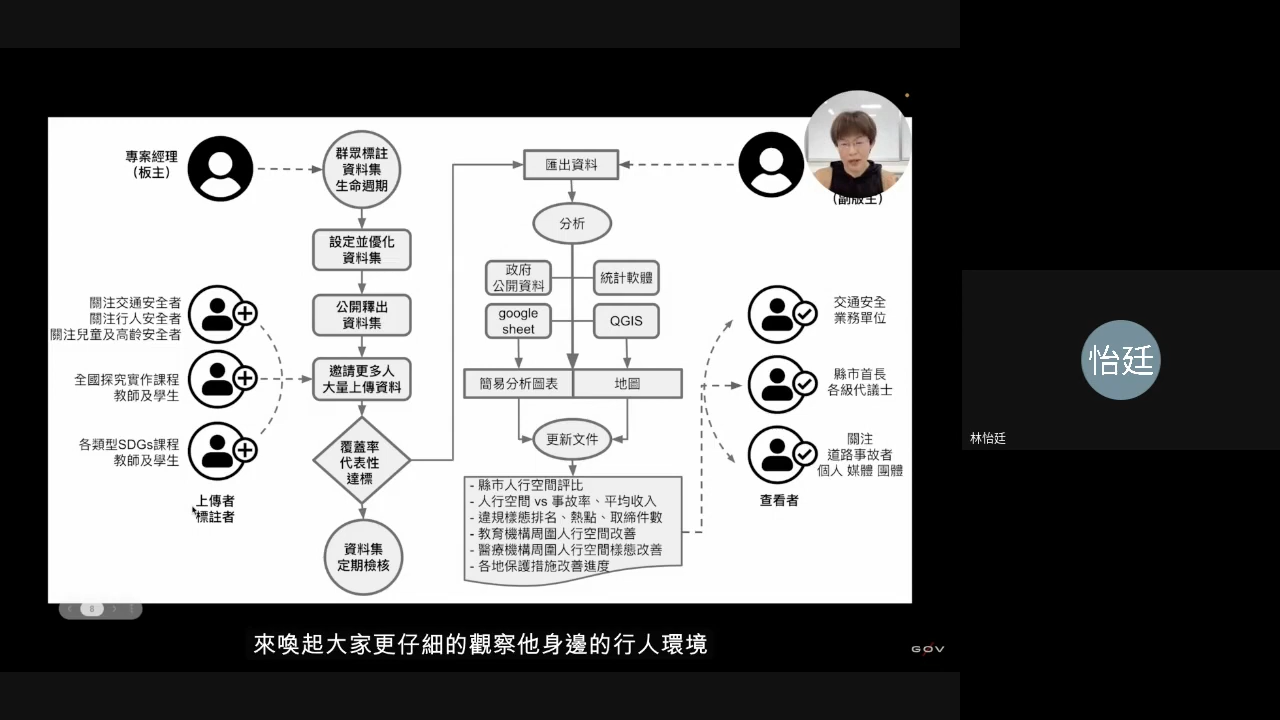 專案經理
（板主）
群眾標註
資料集
生命週期
匯出資料
（副版主）
設定並優化
資料集
分析
政府
公開資料
統計軟體
關注交通安全者
關注行人安全者
關注兒童及高齡安全者
公開釋出
資料集
google
sheet
QGIS
交通安全
業務單位
全國探究實作課程
教師及學生
邀請更多人
大量上傳資料
簡易分析圖表
地圖
縣市首長
各級代議士
各類型SDGs課程
教師及學生
覆蓋率
代表性
達標
更新文件
關注
道路事故者
個人 媒體 團體
上傳者
標註者
查看者
- 縣市人行空間評比
- 人行空間 vs 事故率、平均收入
- 違規樣態排名、熱點、取締件數
- 教育機構周圍人行空間改善
- 醫療機構周圍人行空間樣態改善
- 各地保護措施改善進度
資料集
定期檢核
8
來喚起大家更仔細的觀察他身邊的行人環境
GOV
怡廷
林怡廷